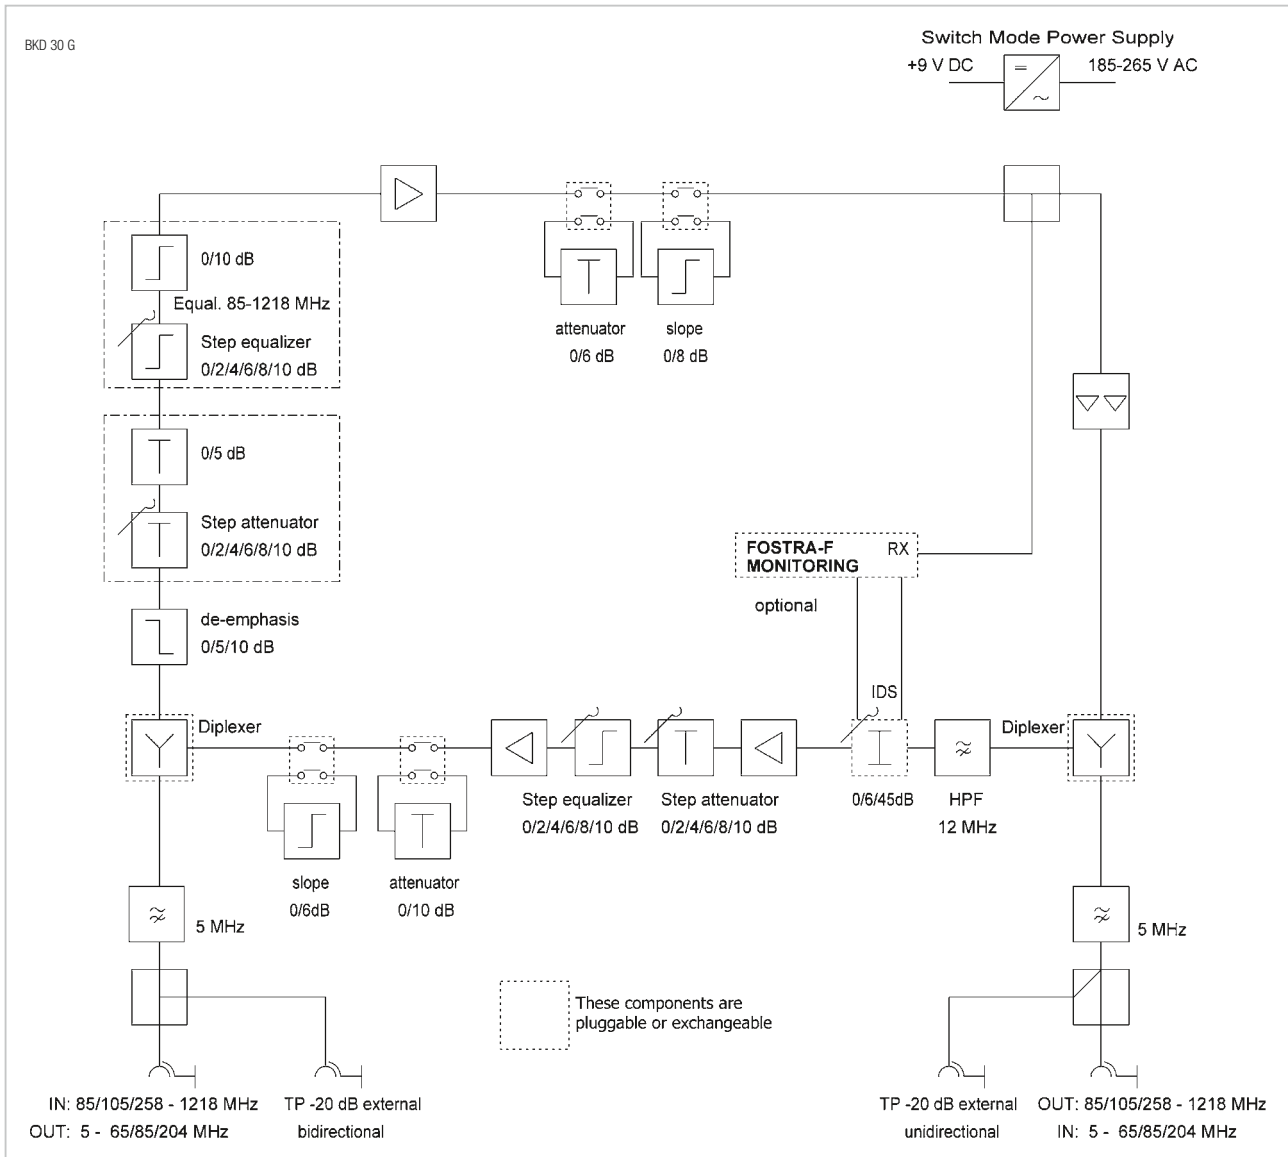 BKD 30 G
Switch Mode Power Supply
+9 V DC
185-265 V AC
0/10 dB
Equal. 85-1218 MHz
Step equalizer
0/2/4/6/8/10 dB
attenuator
0/6 dB
slope
0/8 dB
0/5 dB
Step attenuator
0/2/4/6/8/10 dB
FOSTRA-F
MONITORING
RX
optional
de-emphasis
0/5/10 dB
IDS
Diplexer
Diplexer
Step equalizer
0/2/4/6/8/10 dB
Step attenuator
0/2/4/6/8/10 dB
0/6/45dB
HPF
12 MHz
slope
0/6dB
attenuator
0/10 dB
5 MHz
5 MHz
These components are
pluggable or exchangeable
IN: 85/105/258 - 1218 MHz
OUT: 5 - 65/85/204 MHz
TP -20 dB external
bidirectional
TP -20 dB external
unidirectional
OUT: 85/105/258 - 1218 MHz
IN: 5 - 65/85/204 MHz